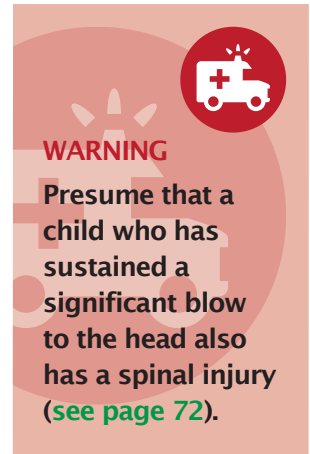 WARNING
Presume that a
child who has
sustained a
significant blow
to the head also
has a spinal injury
(see page 72).